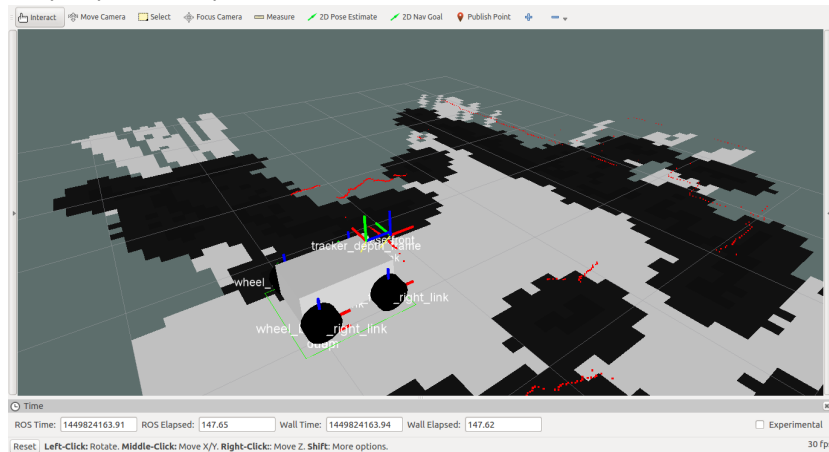 Interact Move Camera Select Focus Camera Measure 2D Pose Estimate 2D Nav Goal Publish Point
tracker_depth_frame
wheel_
_right_link
wheel_ _right_link
Time
ROS Time: 1449824163.91 ROS Elapsed: 147.65 Wall Time: 1449824163.94 Wall Elapsed: 147.62 Experimental
Reset Left-Click: Rotate. Middle-Click: Move X/Y. Right-Click:: Move Z. Shift: More options. 30 fp